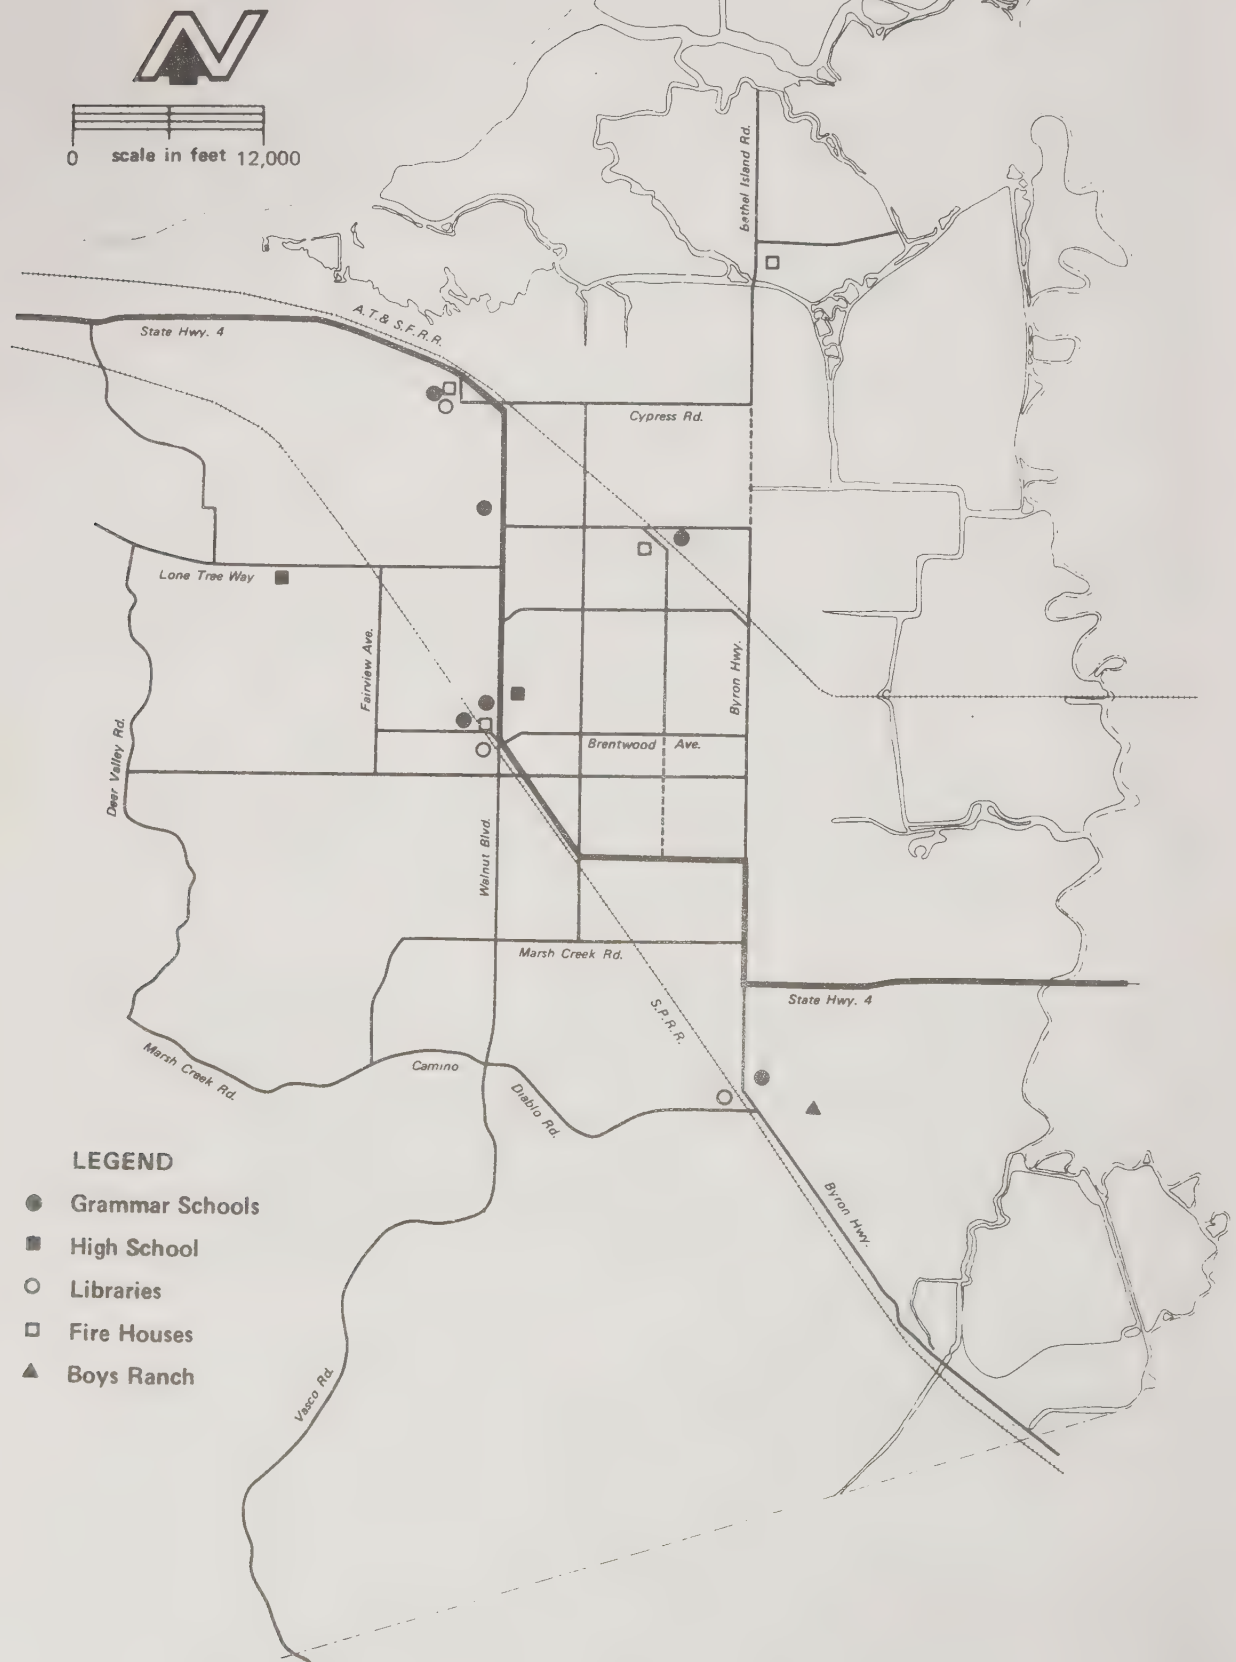 N
0 scale in feet 12,000
Bethel Island Rd.
A.T. & S.F.R.R.
State Hwy. 4
Cypress Rd.
Lone Tree Way
Fairview Ave.
Byron Hwy.
Dear Valley Rd.
Brentwood Ave.
Walnut Blvd.
Marsh Creek Rd.
State Hwy. 4
S.P.R.R.
Marsh Creek Rd.
Camino
Diablo Rd.
LEGEND
Grammar Schools
High School
Libraries
Fire Houses
Boys Ranch
Byron Hwy.
Vasco Rd.